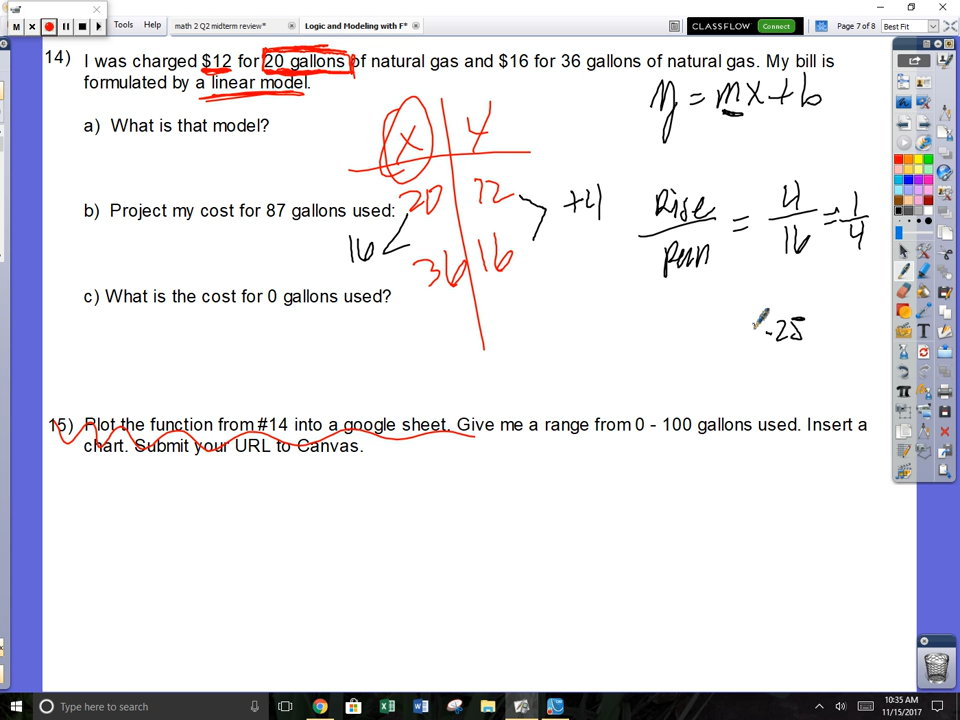 M
Tools Help math 2 Q2 midterm review* Logic and Modeling with F* CLASSFLOW Connect Page 7 of 8 Best Fit
14) I was charged $12 for 20 gallons of natural gas and $16 for 36 gallons of natural gas. My bill is
formulated by a linear model.
y = mx + b
a) What is that model?
x y
20 12 +4
b) Project my cost for 87 gallons used:
Rise/Run = 4/16 = 1/4
16
36 16
c) What is the cost for 0 gallons used?
.25
15) Plot the function from #14 into a google sheet. Give me a range from 0 - 100 gallons used. Insert a
chart. Submit your URL to Canvas.
Type here to search
10:35 AM
11/15/2017